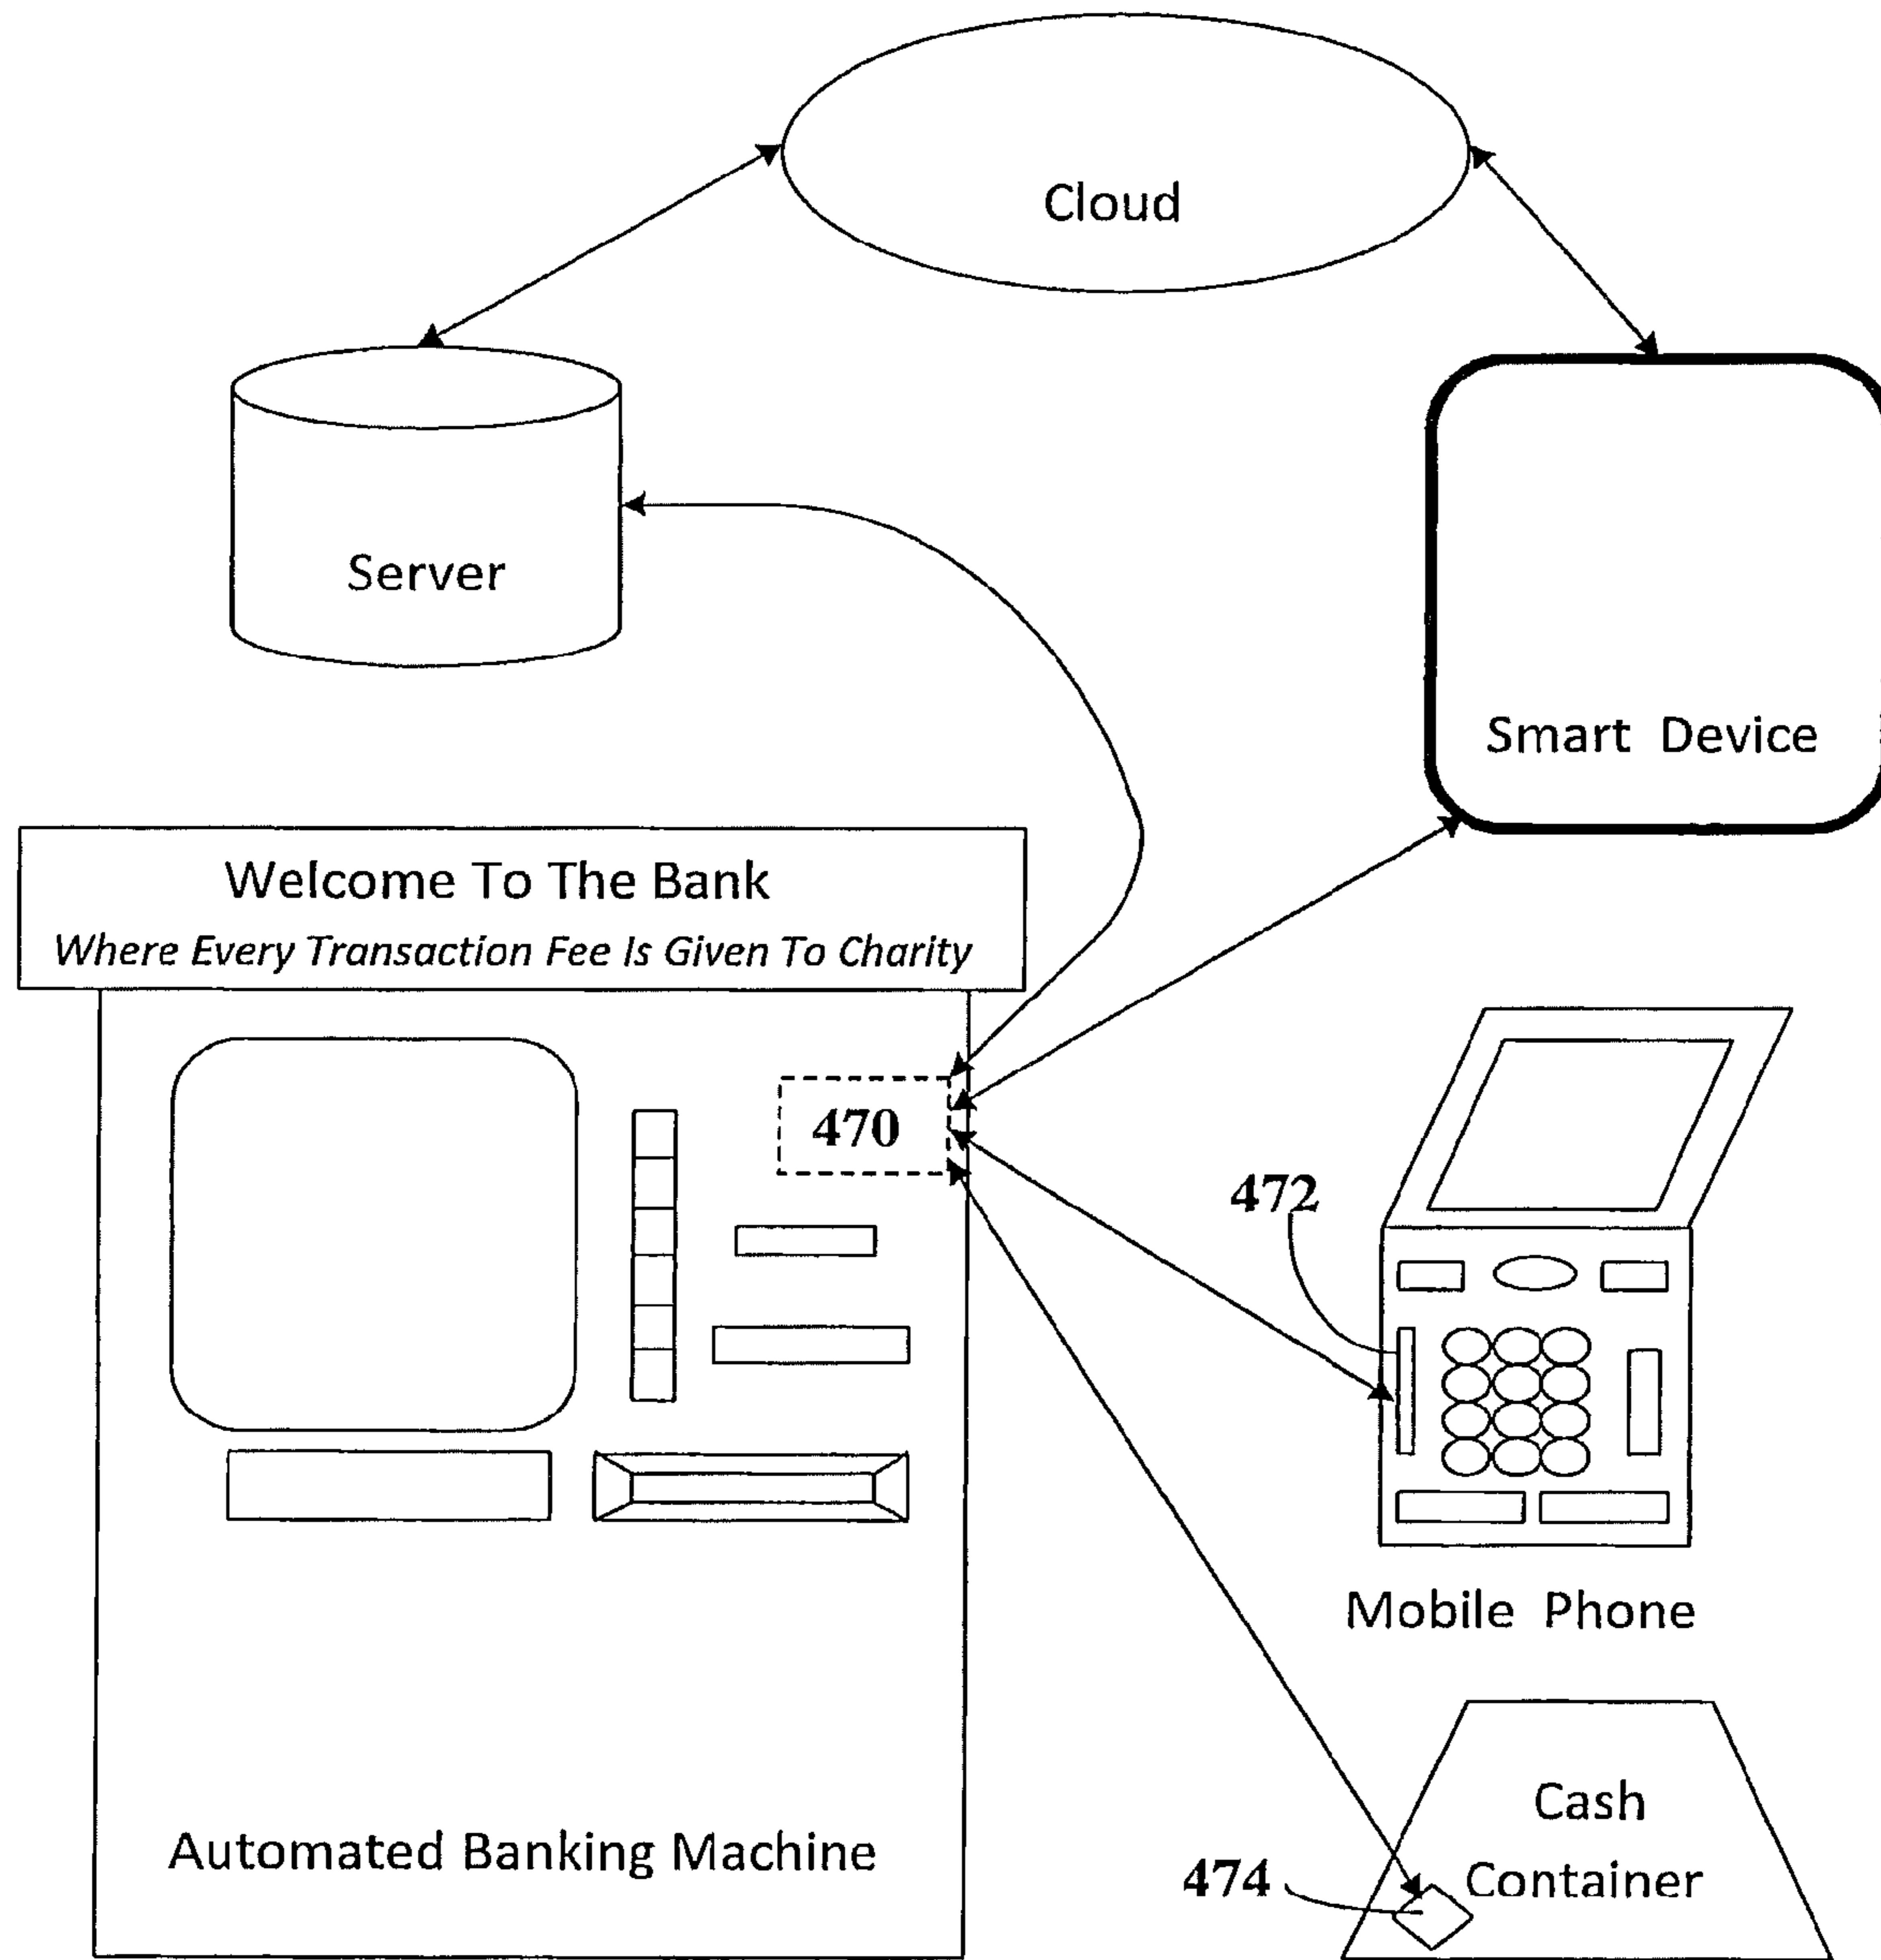 Cloud
Server
Smart Device
Welcome To The Bank
Where Every Transaction Fee Is Given To Charity
470
472
Mobile Phone
Cash
Container
Automated Banking Machine
474